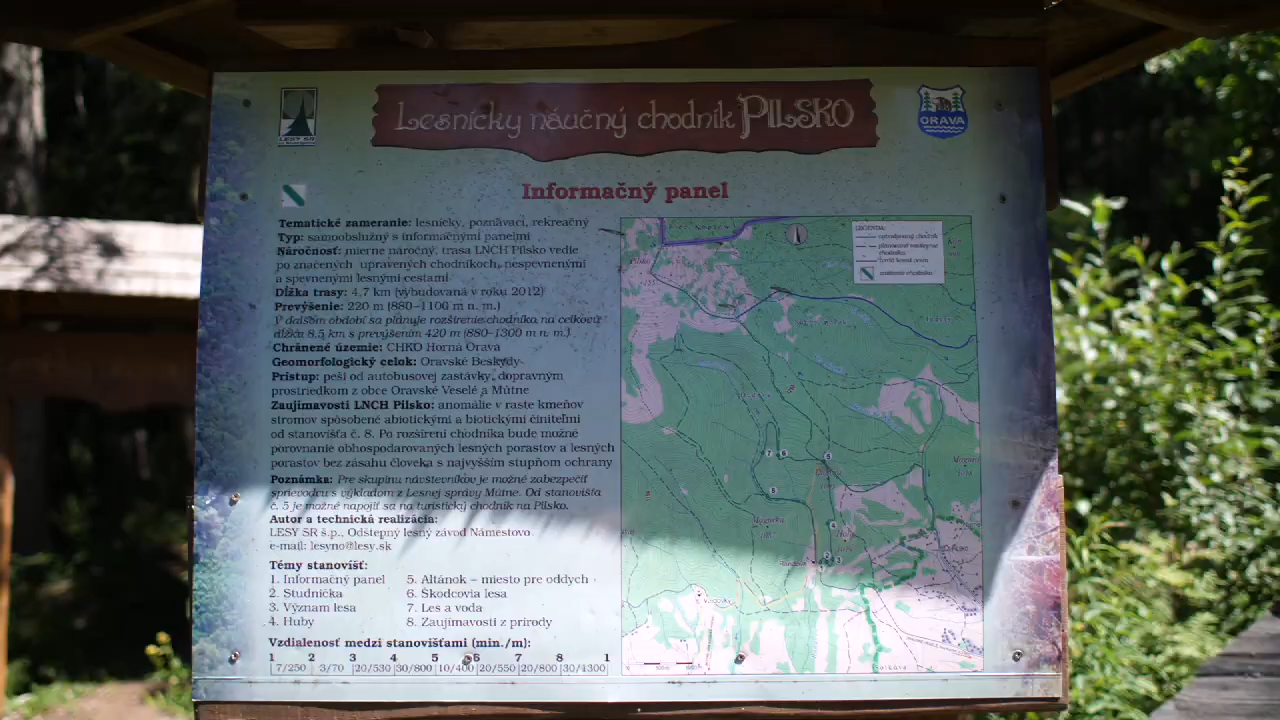 Lesnícky náučný chodník PILSKO
LESY SR
ORAVA
Informačný panel
Tematické zameranie: lesnícky, poznávací, rekreačný
Typ: samoobslužný s informačnými panelmi
Náročnosť: mierne náročný, trasa LNCH Pilsko vedie
po značených upravených chodníkoch, nespevnenými
a spevnenými lesnými cestami
Dĺžka trasy: 4,7 km (vybudovaná v roku 2012)
Prevýšenie: 220 m (880–1100 m n. m.)
V ďalšom období sa plánuje rozšírenie chodníka na celkovú
dĺžku 8,5 km s prevýšením 420 m (880–1300 m n. m.)
Chránené územie: CHKO Horná Orava
Geomorfologický celok: Oravské Beskydy
Prístup: peši od autobusovej zastávky, dopravným
prostriedkom z obce Oravské Veselé a Mútne
Zaujímavosti LNCH Pilsko: anomálie v raste kmeňov
stromov spôsobené abiotickými a biotickými činiteľmi
od stanovišťa č. 8. Po rozšírení chodníka bude možné
porovnanie obhospodarovaných lesných porastov a lesných
porastov bez zásahu človeka s najvyšším stupňom ochrany
Poznámka: Pre skupinu návštevníkov je možné zabezpečiť
sprievodcu s výkladom z Lesnej správy Mútne. Od stanovišťa
č. 5 je možné napojiť sa na turistický chodník na Pilsko.
Autor a technická realizácia:
LESY SR š.p., Odštepný lesný závod Námestovo
e-mail: lesyno@lesy.sk
Témy stanovíšť:
1. Informačný panel
2. Studnička
3. Význam lesa
4. Huby
5. Altánok – miesto pre oddych
6. Škodcovia lesa
7. Les a voda
8. Zaujímavosti z prírody
Vzdialenosť medzi stanovišťami (min./m):
1 2 3 4 5 6 7 8 1
7/250 3/70 20/530 30/800 10/400 20/550 20/800 30/1300
LEGENDA: